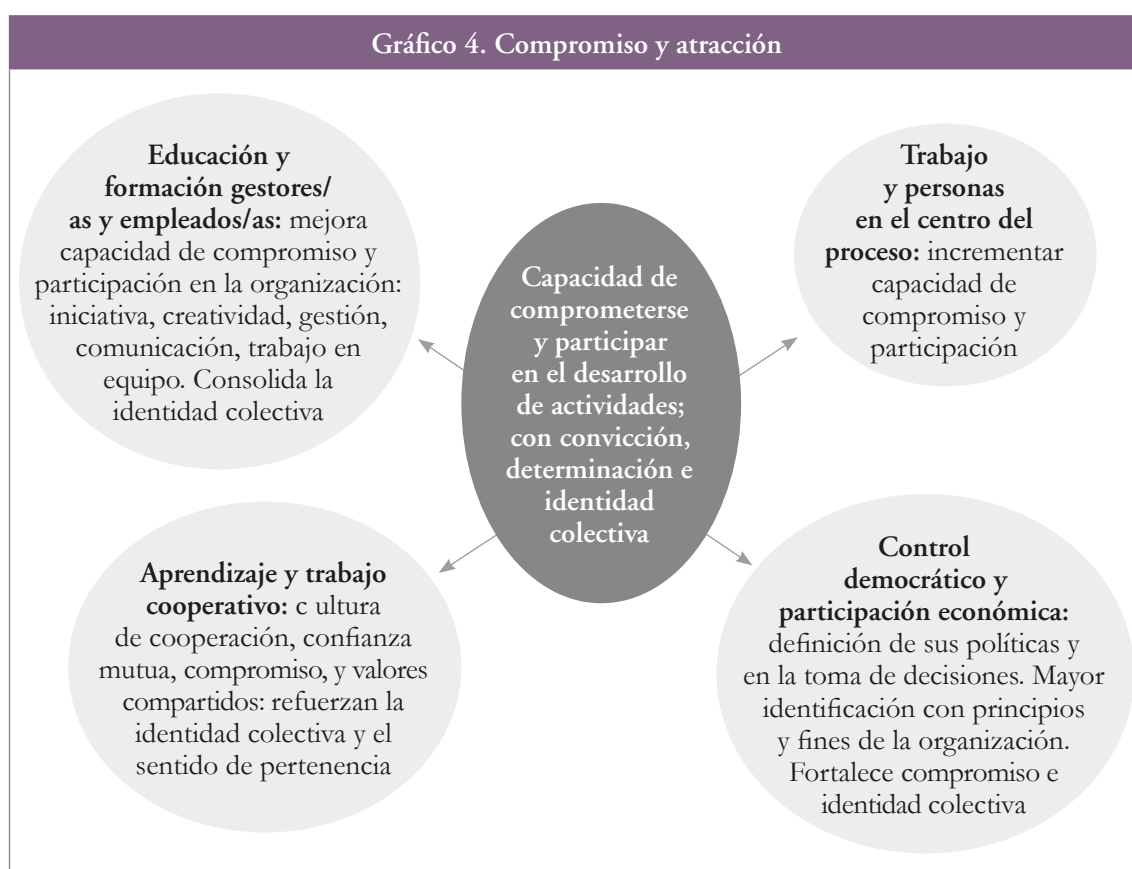 Gráfico 4. Compromiso y atracción
Educación y
formación gestores/
as y empleados/as: mejora
capacidad de compromiso y
participación en la organización:
iniciativa, creatividad, gestión,
comunicación, trabajo en
equipo. Consolida la
identidad colectiva
Trabajo
y personas
en el centro del
proceso: incrementar
capacidad de
compromiso y
participación
Capacidad de
comprometerse
y participar
en el desarrollo
de actividades;
con convicción,
determinación e
identidad
colectiva
Aprendizaje y trabajo
cooperativo: c ultura
de cooperación, confianza
mutua, compromiso, y valores
compartidos: refuerzan la
identidad colectiva y el
sentido de pertenencia
Control
democrático y
participación económica:
definición de sus políticas y
en la toma de decisiones. Mayor
identificación con principios
y fines de la organización.
Fortalece compromiso e
identidad colectiva